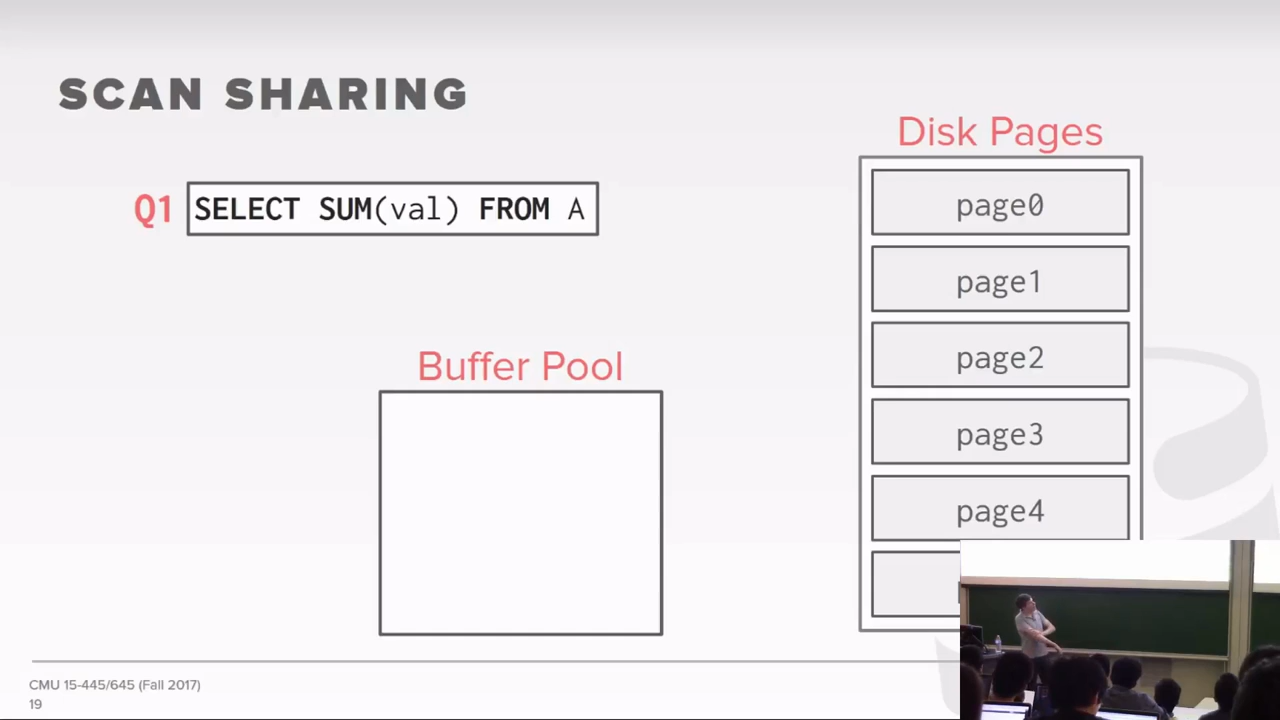 SCAN SHARING
Disk Pages
Q1 SELECT SUM(val) FROM A
page0
page1
page2
Buffer Pool
page3
page4
CMU 15-445/645 (Fall 2017)
19